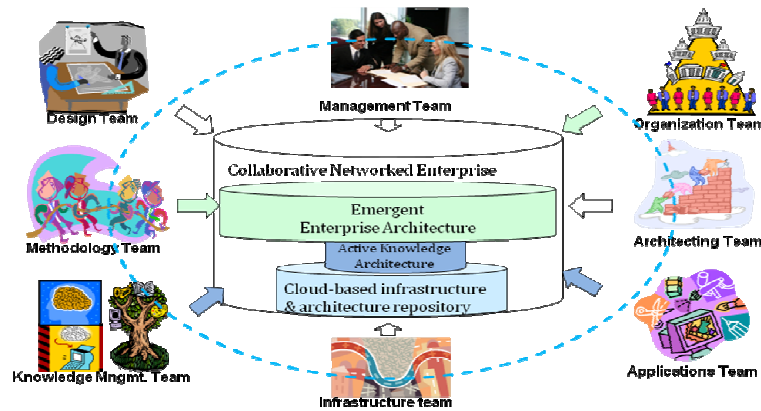 Management Team
Design Team
Organization Team
Collaborative Networked Enterprise
Emergent
Enterprise Architecture
Methodology Team
Architecting Team
Active Knowledge
Architecture
Cloud-based infrastructure
& architecture repository
Knowledge Mngmt. Team
Applications Team
Infrastructure team